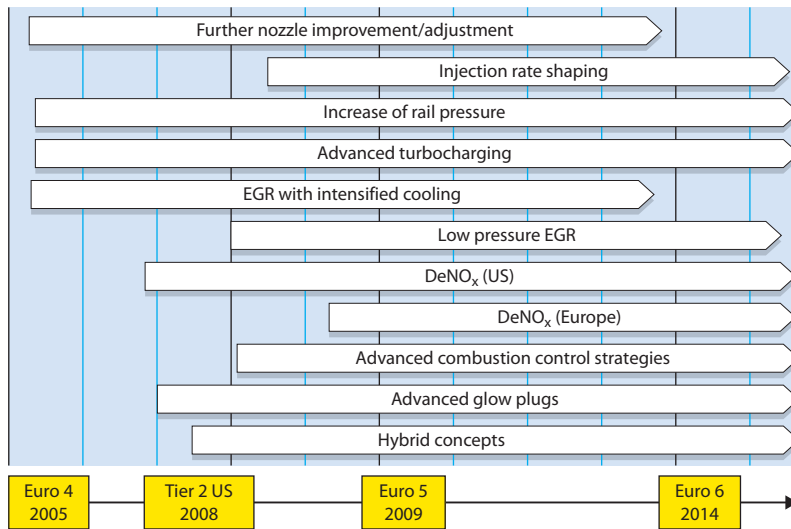 Further nozzle improvement/adjustment
Injection rate shaping
Increase of rail pressure
Advanced turbocharging
EGR with intensified cooling
Low pressure EGR
DeNOₓ (US)
DeNOₓ (Europe)
Advanced combustion control strategies
Advanced glow plugs
Hybrid concepts
Euro 4 Tier 2 US Euro 5 Euro 6
2005 2008 2009 2014